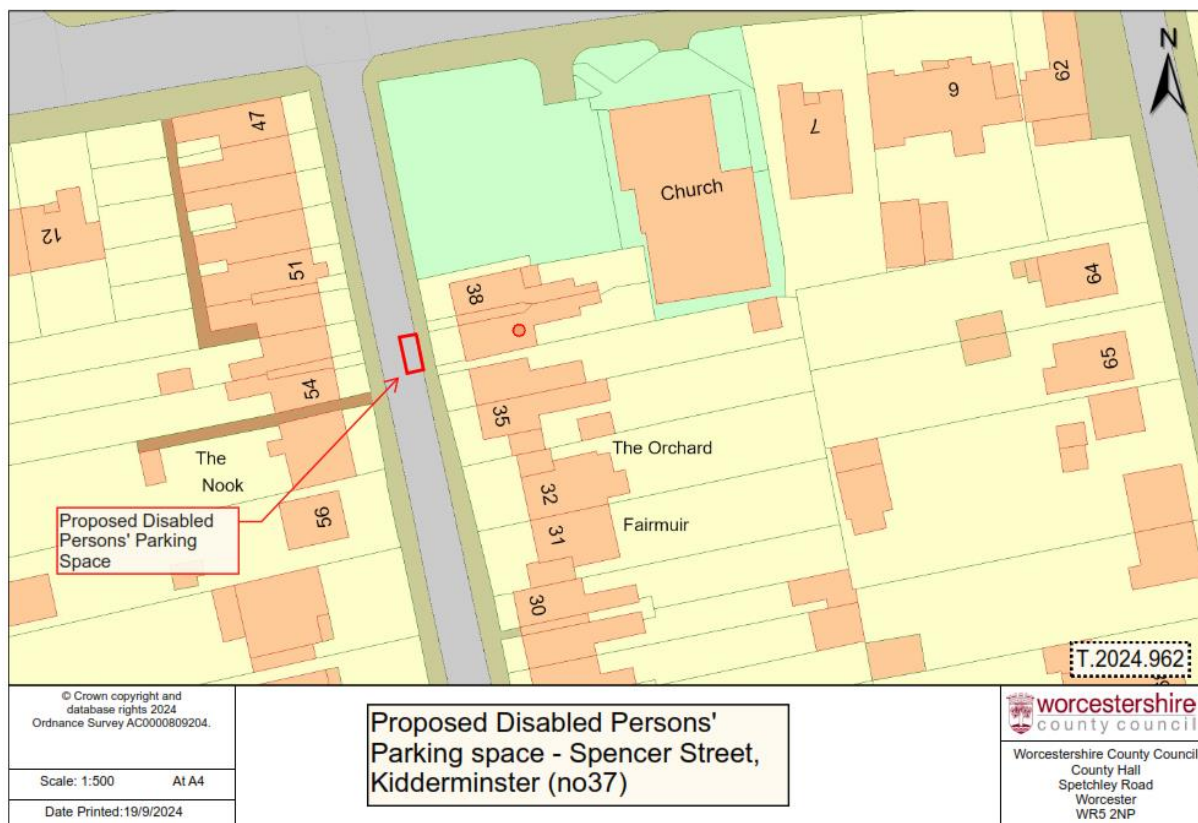 N
47
62
6
7
Church
12
51
38
64
65
54
35
The Orchard
The
Nook
32
Fairmuir
56
31
Proposed Disabled
Persons' Parking
Space
30
T.2024.962
© Crown copyright and
database rights 2024
Ordnance Survey AC0000809204.
Scale: 1:500 At A4
Date Printed:19/9/2024
Proposed Disabled Persons'
Parking space - Spencer Street,
Kidderminster (no37)
worcestershire
county council
Worcestershire County Council
County Hall
Spetchley Road
Worcester
WR5 2NP